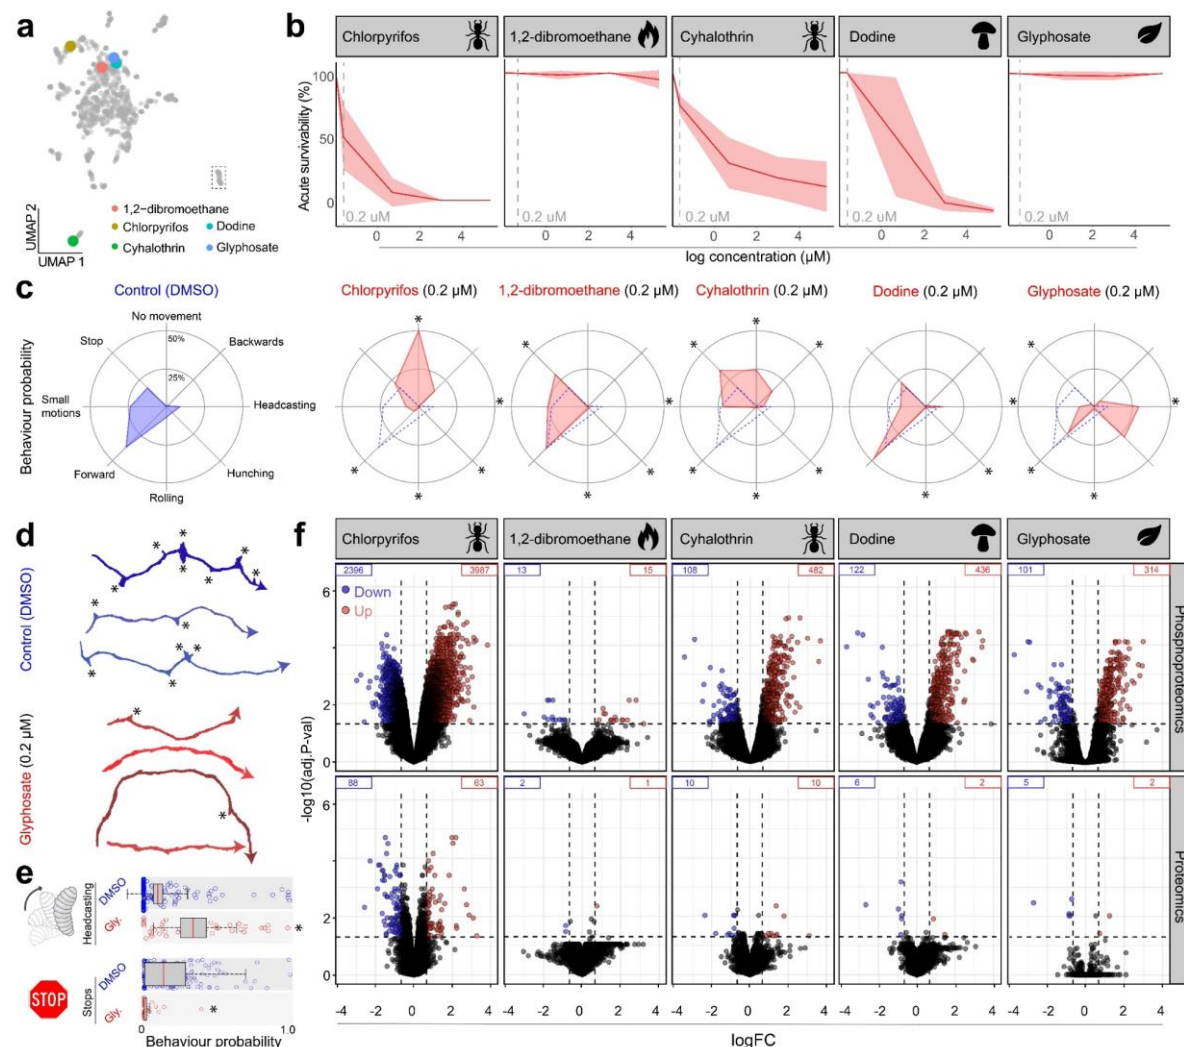 a
1,2−dibromoethane
Chlorpyrifos
Dodine
Cyhalothrin
Glyphosate
UMAP 2
UMAP 1
b
Chlorpyrifos
1,2-dibromoethane
Cyhalothrin
Dodine
Glyphosate
Acute survivability (%)
100
50
0
0.2 uM
0.2 uM
0.2 uM
0.2 uM
0.2 uM
0 2 4
0 2 4
0 2 4
0 2 4
0 2 4
log concentration (µM)
c
Control (DMSO)
Chlorpyrifos (0.2 µM)
1,2-dibromoethane (0.2 µM)
Cyhalothrin (0.2 µM)
Dodine (0.2 µM)
Glyphosate (0.2 µM)
Behaviour probability
No movement
Stop
50%
Backwards
25%
Small
motions
Headcasting
Forward
Hunching
Rolling
* * * * * *
* * * * * *
* * * * * * *
* *
* * * * * *
d
Control (DMSO)
* * * * * * *
* *
* * * *
Glyphosate (0.2 µM)
*
*
e
Headcasting
DMSO
Gly.
*
STOP
Stops
DMSO
Gly.
*
0 1.0
Behaviour probability
f
Chlorpyrifos
1,2-dibromoethane
Cyhalothrin
Dodine
Glyphosate
2396 3987
13 15
108 482
122 436
101 314
Down
Up
Phosphoproteomics
6
4
2
0
-log10(adj.P-val)
88 63
2 1
10 10
6 2
5 2
Proteomics
6
4
2
0
-4 -2 0 2 4
-4 -2 0 2 4
-4 -2 0 2 4
-4 -2 0 2 4
-4 -2 0 2 4
logFC